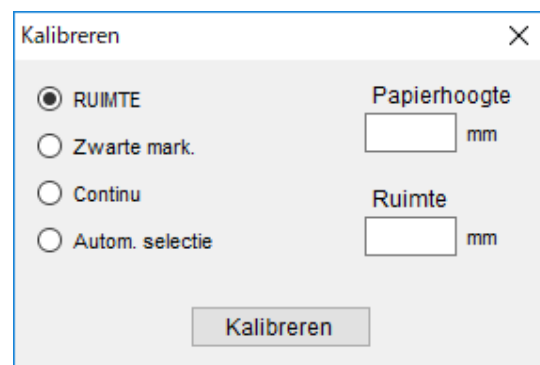 Kalibreren
RUIMTE
Zwarte mark.
Continu
Autom. selectie
Papierhoogte
mm
Ruimte
mm
Kalibreren